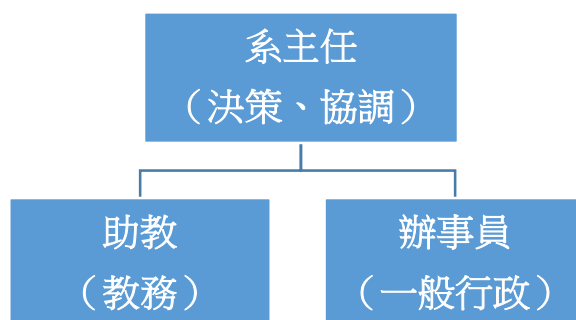 系主任
（決策、協調）
助教
（教務）
辦事員
（一般行政）